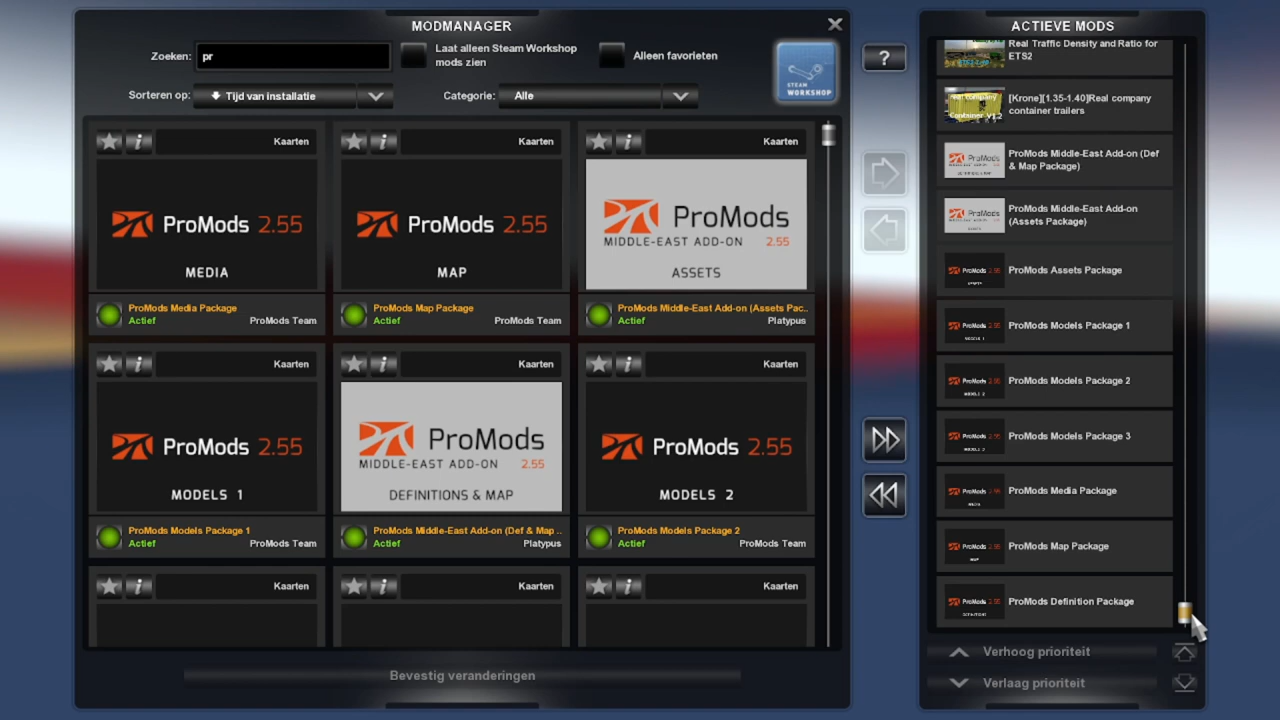 MODMANAGER
Zoeken: pr
Laat alleen Steam Workshop
mods zien
Alleen favorieten
STEAM
WORKSHOP
Sorteren op: Tijd van installatie
Categorie: Alle
i Kaarten
i Kaarten
i Kaarten
ProMods 2.55
MEDIA
ProMods 2.55
MAP
ProMods
MIDDLE-EAST ADD-ON 2.55
ASSETS
ProMods Media Package
Actief ProMods Team
ProMods Map Package
Actief ProMods Team
ProMods Middle-East Add-on (Assets Pac..
Actief Platypus
i Kaarten
i Kaarten
i Kaarten
ProMods 2.55
MODELS 1
ProMods
MIDDLE-EAST ADD-ON 2.55
DEFINITIONS & MAP
ProMods 2.55
MODELS 2
ProMods Models Package 1
Actief ProMods Team
ProMods Middle-East Add-on (Def & Map ..
Actief Platypus
ProMods Models Package 2
Actief ProMods Team
i Kaarten
i Kaarten
i Kaarten
Bevestig veranderingen
?
ACTIEVE MODS
Real Traffic Density and Ratio for
ETS2
[Krone][1.35-1.40]Real company
container trailers
ProMods Middle-East Add-on (Def
& Map Package)
ProMods Middle-East Add-on
(Assets Package)
ProMods Assets Package
ProMods Models Package 1
ProMods Models Package 2
ProMods Models Package 3
ProMods Media Package
ProMods Map Package
ProMods Definition Package
Verhoog prioriteit
Verlaag prioriteit